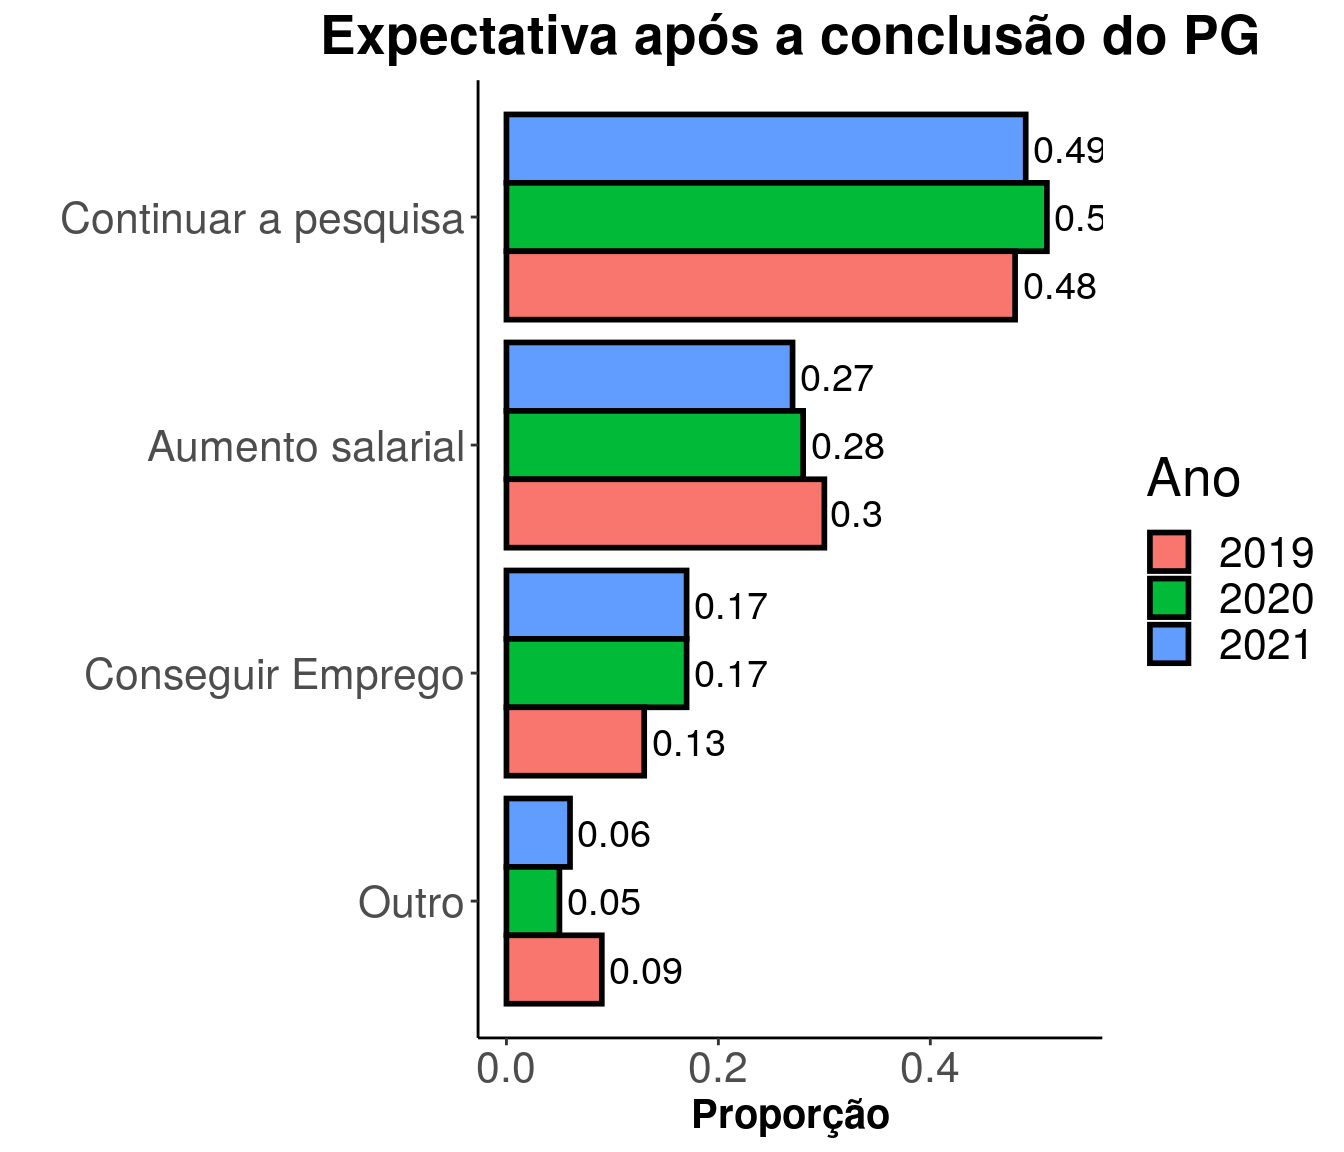 Expectativa após a conclusão do PG
Continuar a pesquisa
0.49
0.5
0.48
Aumento salarial
0.27
0.28
0.3
Conseguir Emprego
0.17
0.17
0.13
Outro
0.06
0.05
0.09
0.0 0.2 0.4
Proporção
Ano
2019
2020
2021